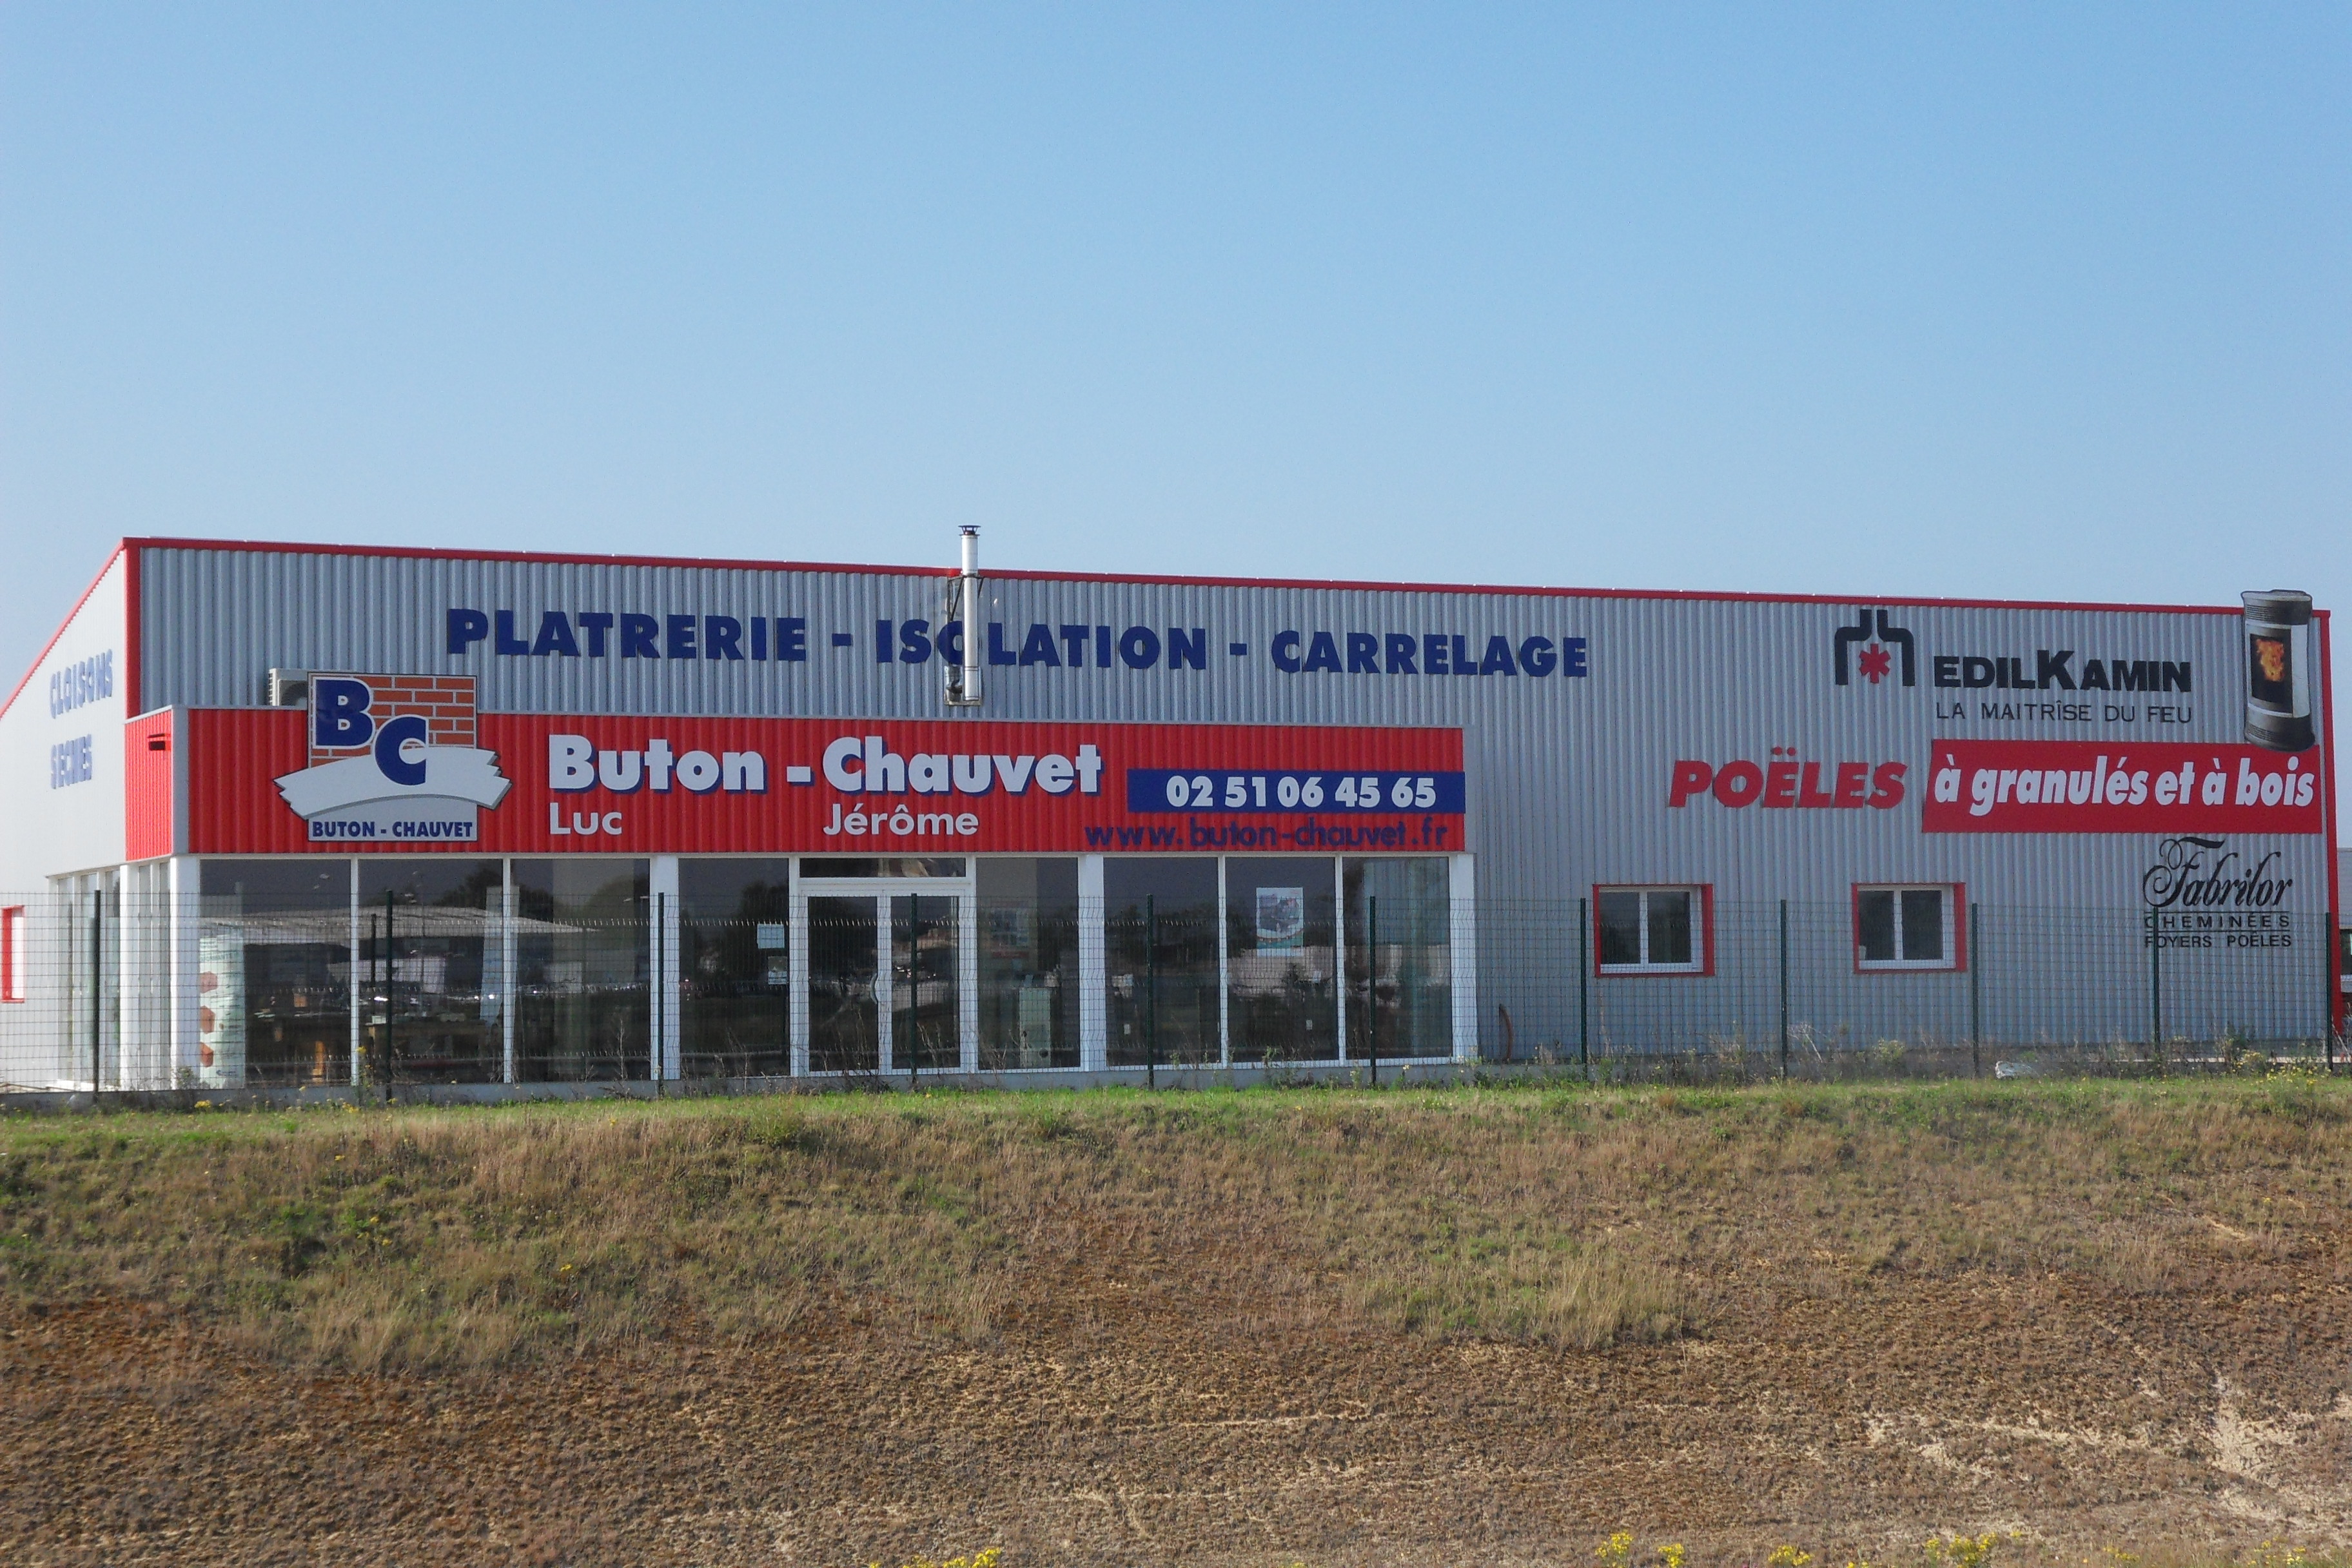 PLATRERIE - ISOLATION - CARRELAGE
CLOISONS
SECHES
BC
BUTON - CHAUVET
Buton - Chauvet
Luc Jérôme
02 51 06 45 65
www.buton-chauvet.fr
EDILKAMIN
LA MAITRÎSE DU FEU
POËLES à granulés et à bois
Fabrilor
CHEMINÉES
FOYERS POÊLES